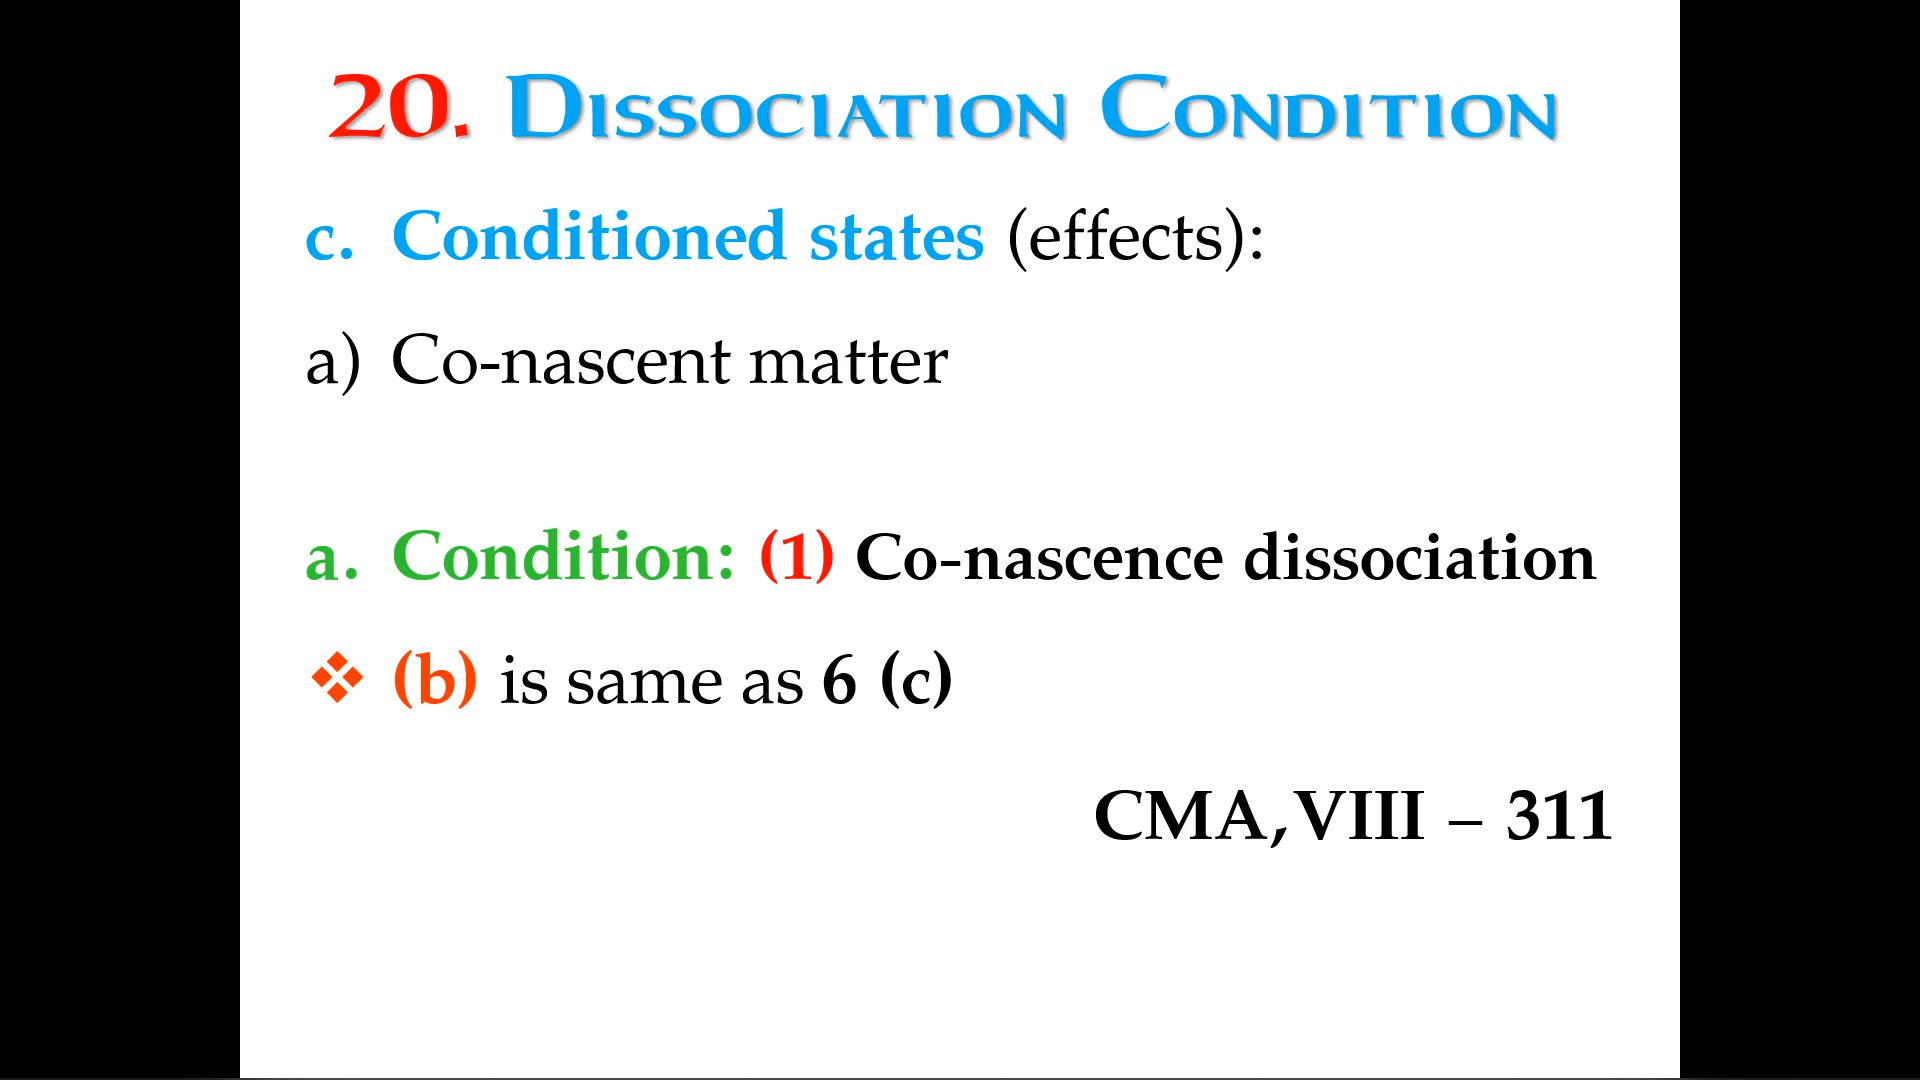 20. Dissociation Condition
c. Conditioned states (effects):
a) Co-nascent matter
a. Condition: (1) Co-nascence dissociation
❖ (b) is same as 6 (c)
CMA, VIII – 311